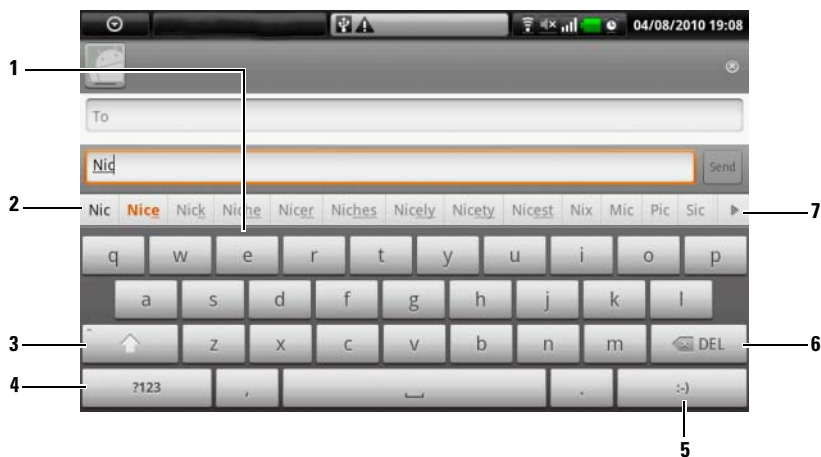 04/08/2010 19:08
1
To
Nic
Send
2
Nic Nice Nick Niche Nicer Niches Nicely Nicety Nicest Nix Mic Pic Sic
7
q w e r t y u i o p
a s d f g h j k l
3
z x c v b n m DEL
6
4
?123 , . :-)
5